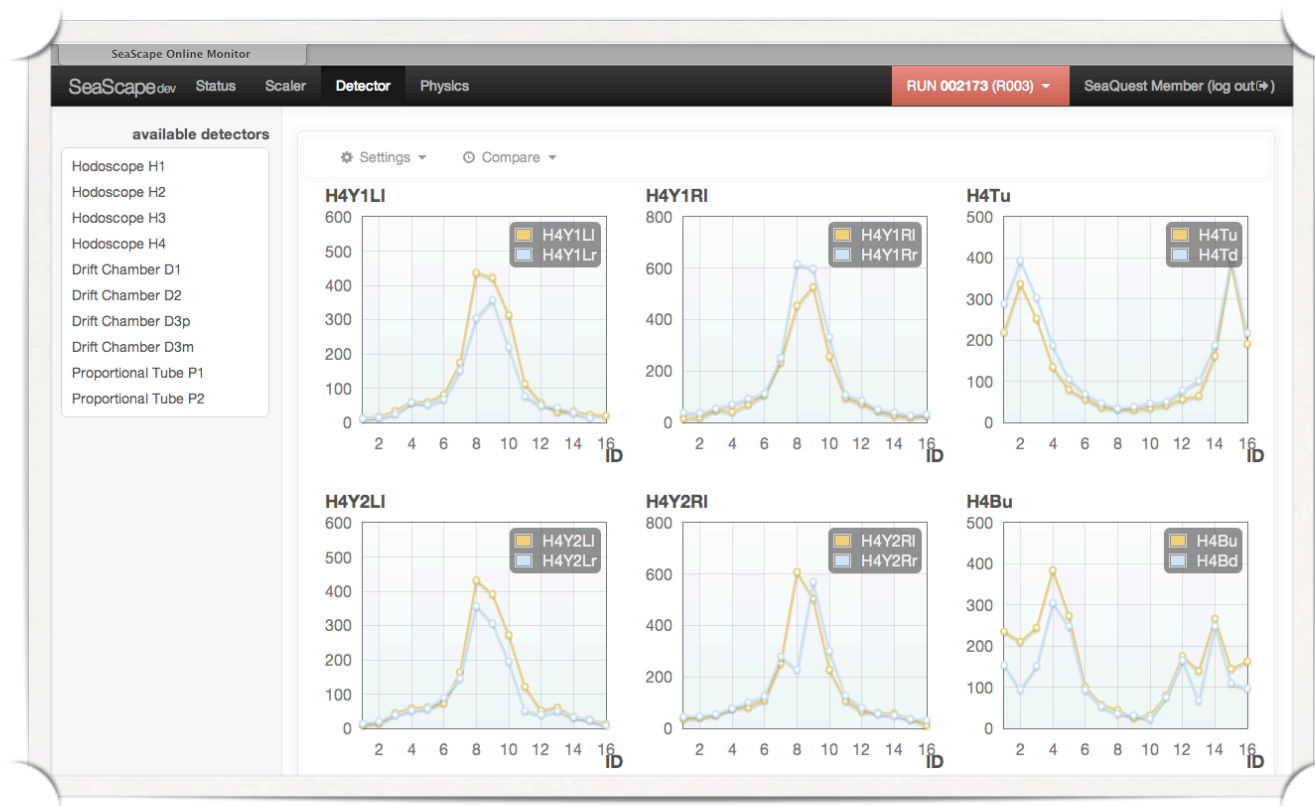 SeaScape Online Monitor
SeaScape dev Status Scaler Detector Physics RUN 002173 (R003) SeaQuest Member (log out)
available detectors
Hodoscope H1
Hodoscope H2
Hodoscope H3
Hodoscope H4
Drift Chamber D1
Drift Chamber D2
Drift Chamber D3p
Drift Chamber D3m
Proportional Tube P1
Proportional Tube P2
Settings Compare
H4Y1Ll
600
500
400
300
200
100
0
H4Y1Ll
H4Y1Lr
2 4 6 8 10 12 14 16
ID
H4Y1Rl
800
600
400
200
0
H4Y1Rl
H4Y1Rr
2 4 6 8 10 12 14 16
ID
H4Tu
500
400
300
200
100
0
H4Tu
H4Td
2 4 6 8 10 12 14 16
ID
H4Y2Ll
600
500
400
300
200
100
0
H4Y2Ll
H4Y2Lr
2 4 6 8 10 12 14 16
ID
H4Y2Rl
800
600
400
200
0
H4Y2Rl
H4Y2Rr
2 4 6 8 10 12 14 16
ID
H4Bu
500
400
300
200
100
0
H4Bu
H4Bd
2 4 6 8 10 12 14 16
ID